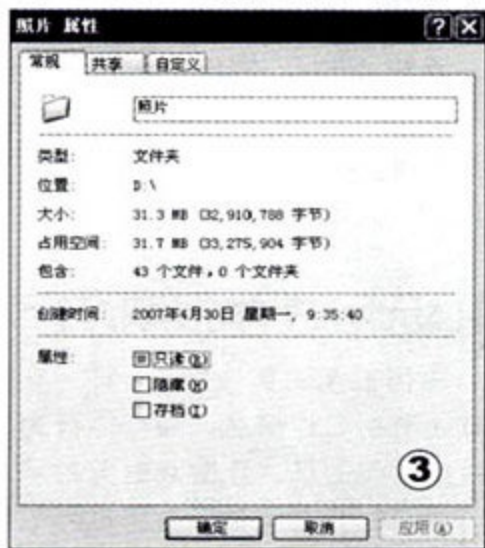 照片 属性
常规 共享 自定义
照片
类型: 文件夹
位置: D:\
大小: 31.3 MB (32,910,788 字节)
占用空间: 31.7 MB (33,275,904 字节)
包含: 43 个文件，0 个文件夹
创建时间: 2007年4月30日 星期一, 9:35:40
属性: 只读(R)
隐藏(H)
存档(I)
③
确定 取消 应用(A)